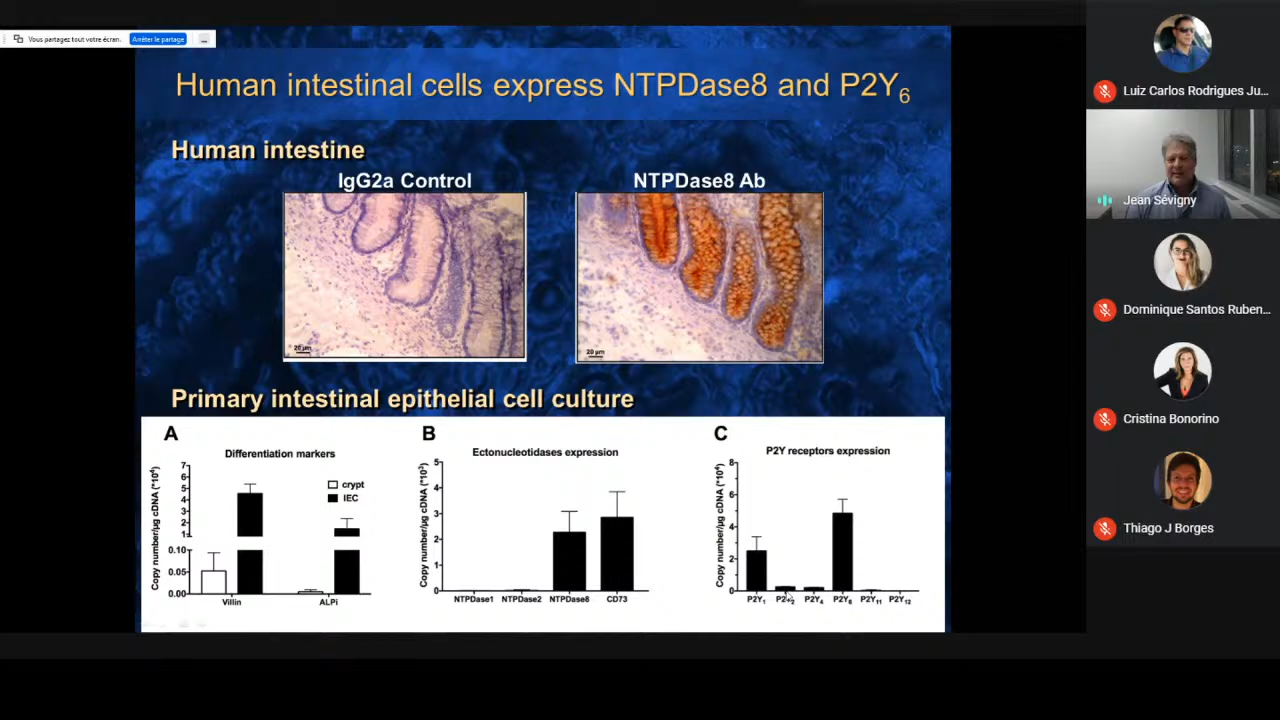 Vous partagez tout votre écran.
Arrêter le partage
...
Human intestinal cells express NTPDase8 and P2Y6
Human intestine
IgG2a Control
NTPDase8 Ab
20 µm
20 µm
Primary intestinal epithelial cell culture
A
Differentiation markers
Copy number/µg cDNA (*10⁴)
7
6
5
4
3
2
1
0.10
0.05
0.00
crypt
IEC
Villin
ALPi
B
Ectonucleotidases expression
Copy number/µg cDNA (*10³)
5
4
3
2
1
0
NTPDase1
NTPDase2
NTPDase8
CD73
C
P2Y receptors expression
Copy number/µg cDNA (*10⁴)
8
6
4
2
0
P2Y1
P2Y2
P2Y4
P2Y6
P2Y11
P2Y12
Luiz Carlos Rodrigues Ju...
Jean Sévigny
Dominique Santos Ruben...
Cristina Bonorino
Thiago J Borges